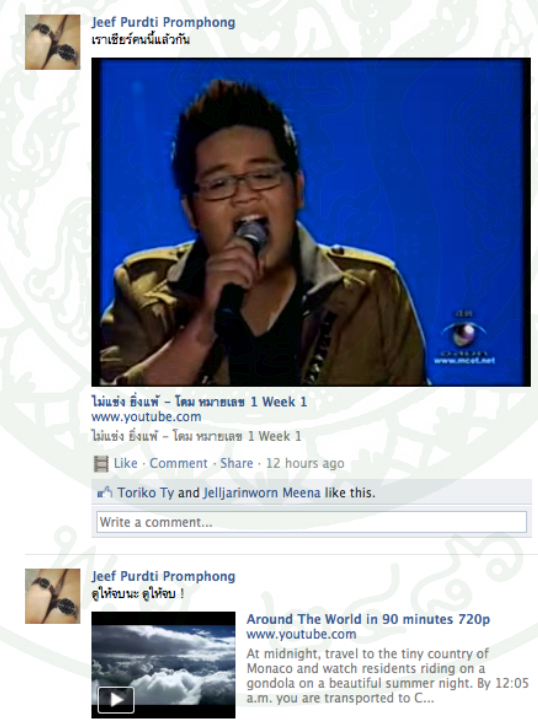 Jeef Purdti Promphong
เราเชียร์คนนี้แล้วกัน
สด
www.mcot.net
ไม่แข่ง ยิ่งแพ้ - โดม หมายเลข 1 Week 1
www.youtube.com
ไม่แข่ง ยิ่งแพ้ - โดม หมายเลข 1 Week 1
Like · Comment · Share · 12 hours ago
Toriko Ty and Jelljarinworn Meena like this.
Write a comment...
Jeef Purdti Promphong
ดูให้จบนะ ดูให้จบ !
Around The World in 90 minutes 720p
www.youtube.com
At midnight, travel to the tiny country of
Monaco and watch residents riding on a
gondola on a beautiful summer night. By 12:05
a.m. you are transported to C...